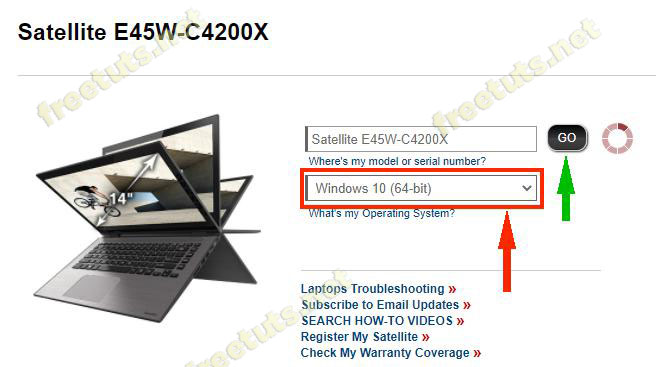 Satellite E45W-C4200X
freetuts.net
freetuts.net
14"
Satellite E45W-C4200X
GO
Where's my model or serial number?
Windows 10 (64-bit)
What's my Operating System?
Laptops Troubleshooting »
Subscribe to Email Updates »
SEARCH HOW-TO VIDEOS »
Register My Satellite »
Check My Warranty Coverage »
freetuts.net
freetuts.net